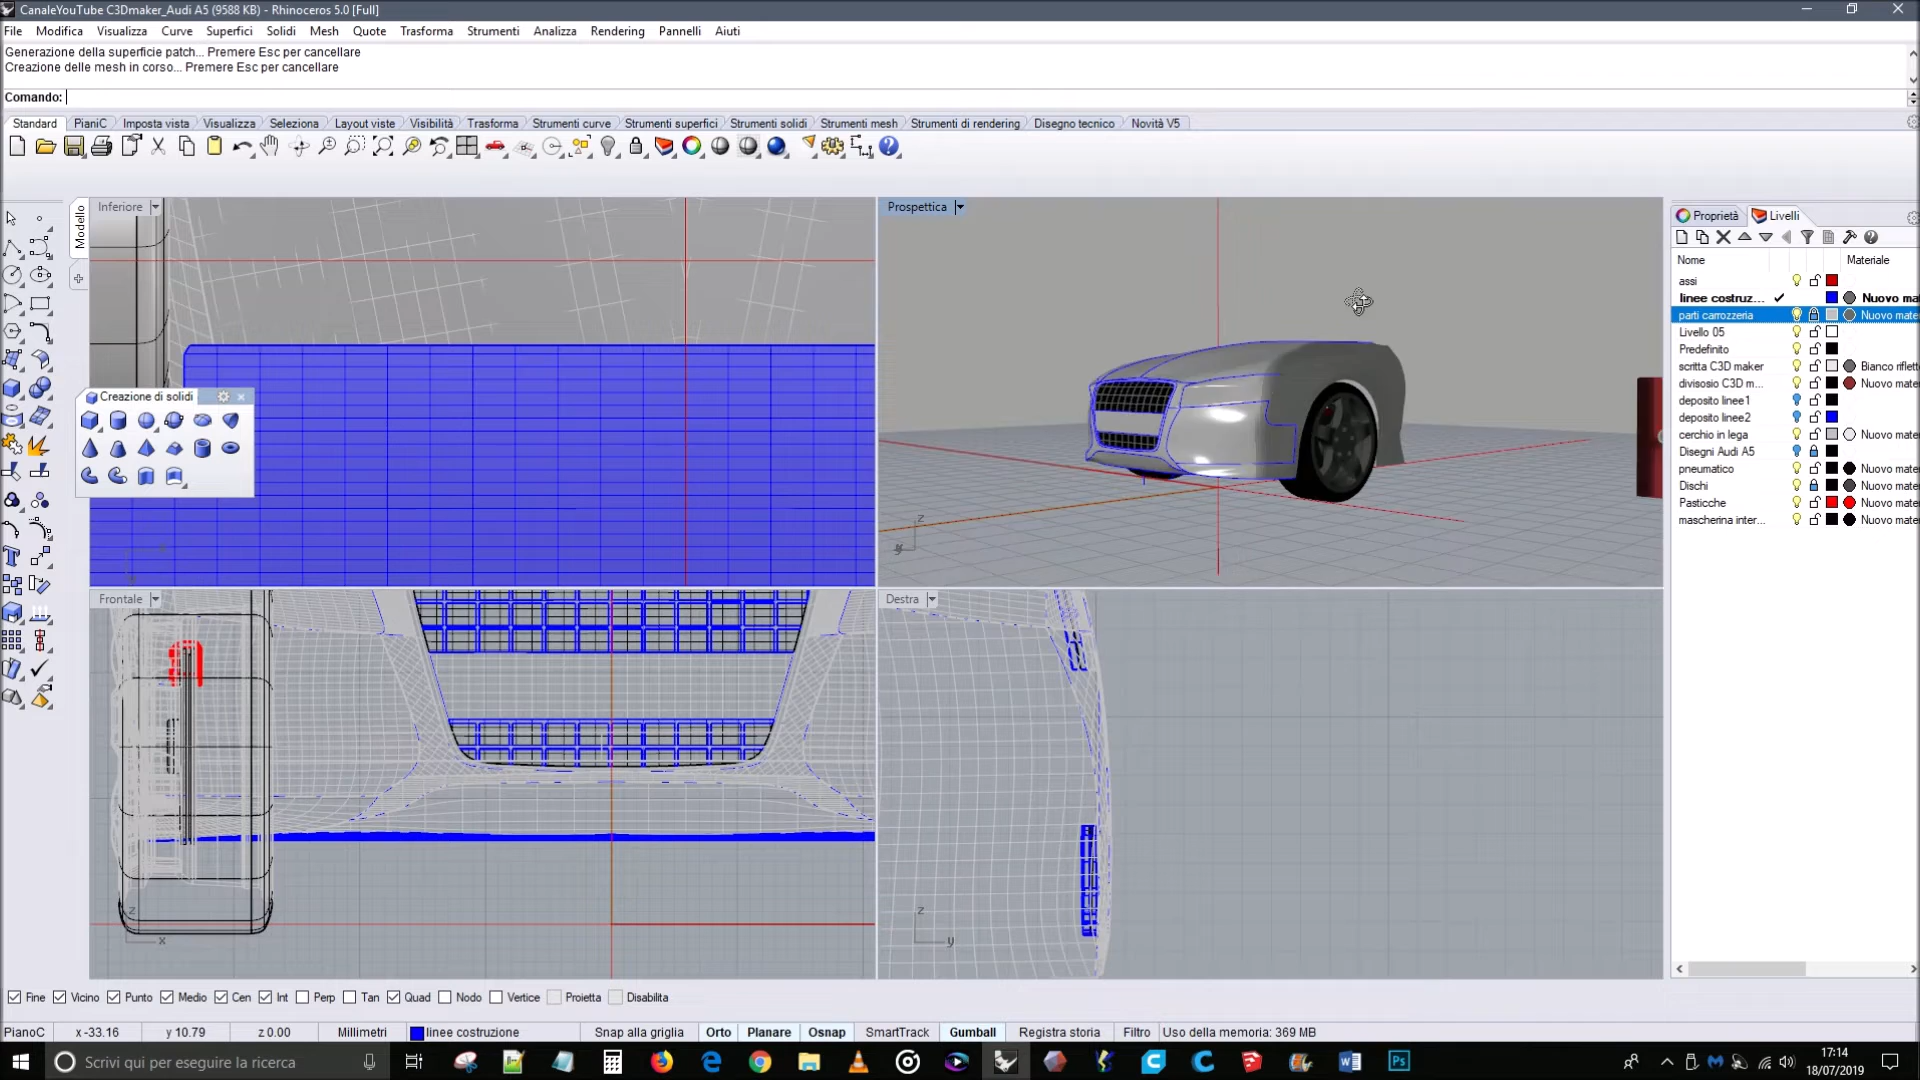 CanaleYouTube C3Dmaker_Audi A5 (9588 KB) - Rhinoceros 5.0 [Full]
File Modifica Visualizza Curve Superfici Solidi Mesh Quote Trasforma Strumenti Analizza Rendering Pannelli Aiuti
Generazione della superficie patch... Premere Esc per cancellare
Creazione delle mesh in corso... Premere Esc per cancellare
Comando:
Standard PianiC Imposta vista Visualizza Seleziona Layout viste Visibilità Trasforma Strumenti curve Strumenti superfici Strumenti solidi Strumenti mesh Strumenti di rendering Disegno tecnico Novità V5
Modello
Inferiore
Prospettica
Proprietà Livelli
Nome Materiale
assi
linee costruz... Nuovo ma
parti carrozzeria Nuovo mate
Livello 05
Predefinito
scritta C3D maker Bianco riflett
divisosio C3D m... Nuovo mate
deposito linee1
deposito linee2
cerchio in lega Nuovo mate
Disegni Audi A5
pneumatico Nuovo mate
Dischi Nuovo mate
Pasticche Nuovo mate
mascherina inter... Nuovo mate
Creazione di solidi
z
y
Frontale
Destra
z
x
z
y
Fine Vicino Punto Medio Cen Int Perp Tan Quad Nodo Vertice Proietta Disabilita
PianoC x -33.16 y 10.79 z 0.00 Millimetri linee costruzione Snap alla griglia Orto Planare Osnap SmartTrack Gumball Registra storia Filtro Uso della memoria: 369 MB
Scrivi qui per eseguire la ricerca
Ps
17:14
18/07/2019